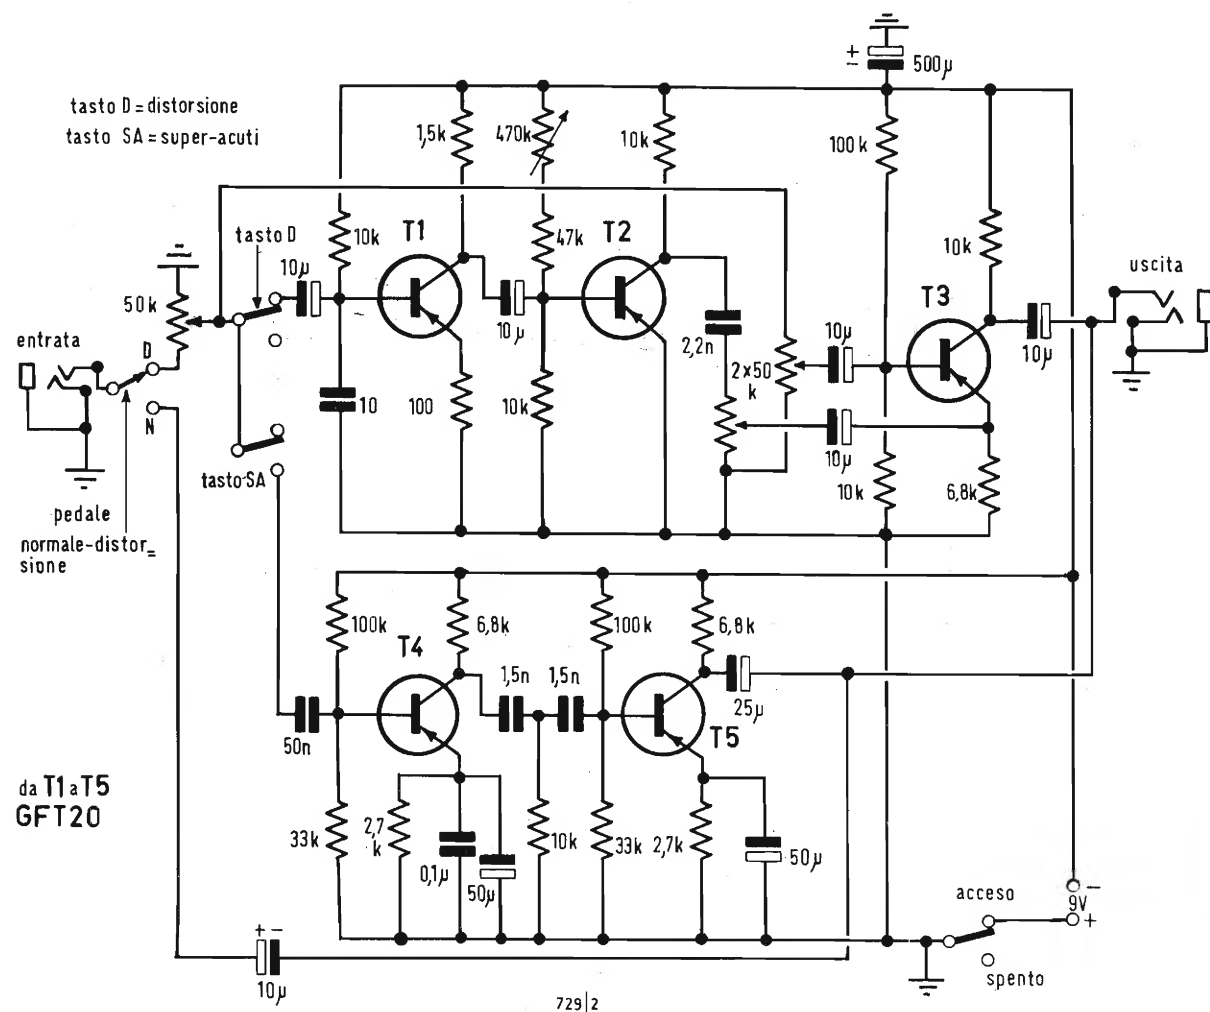 +
−
500µ
tasto D = distorsione
tasto SA = super-acuti
1,5k
470k
10k
100k
tasto D
10k
T1
47k
T2
10k
uscita
10µ
50k
T3
entrata
D
10µ
2,2n
10µ
10µ
2×50
k
N
10
100
10k
10µ
tasto SA
10k
6,8k
pedale
normale-distor=
sione
100k
6,8k
100k
6,8k
T4
1,5n
1,5n
25µ
T5
50n
da T1 a T5
GFT20
33k
2,7
k
0,1µ
50µ
10k
33k
2,7k
50µ
acceso
−
9V
+
spento
+ −
10µ
729|2